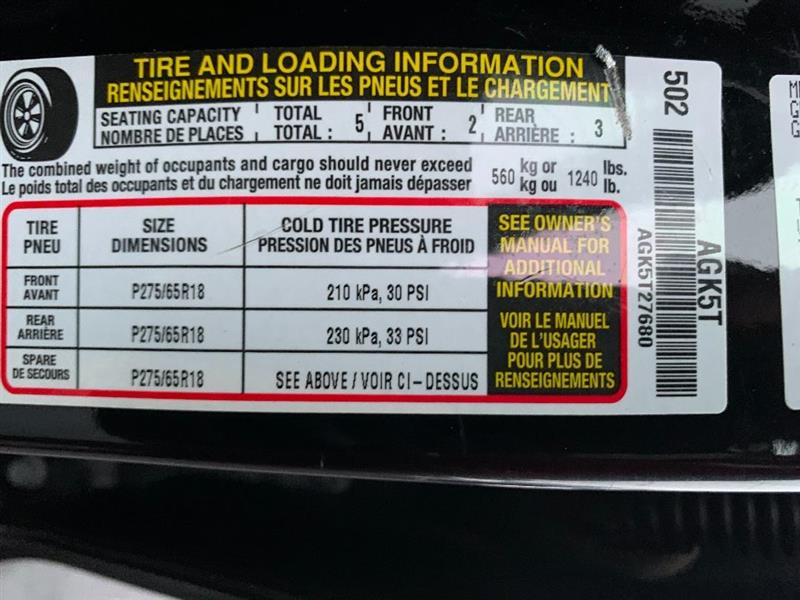 TIRE AND LOADING INFORMATION
RENSEIGNEMENTS SUR LES PNEUS ET LE CHARGEMENT
SEATING CAPACITY TOTAL 5 FRONT 2 REAR 3
NOMBRE DE PLACES TOTAL : AVANT : ARRIÈRE :
The combined weight of occupants and cargo should never exceed 560 kg or 1240 lbs.
Le poids total des occupants et du chargement ne doit jamais dépasser kg ou lb.
TIRE SIZE COLD TIRE PRESSURE
PNEU DIMENSIONS PRESSION DES PNEUS À FROID
FRONT
AVANT P275/65R18 210 kPa, 30 PSI
REAR
ARRIÈRE P275/65R18 230 kPa, 33 PSI
SPARE
DE SECOURS P275/65R18 SEE ABOVE / VOIR CI-DESSUS
SEE OWNER'S
MANUAL FOR
ADDITIONAL
INFORMATION
VOIR LE MANUEL
DE L'USAGER
POUR PLUS DE
RENSEIGNEMENTS
502
AGK5T
AGK5T27680